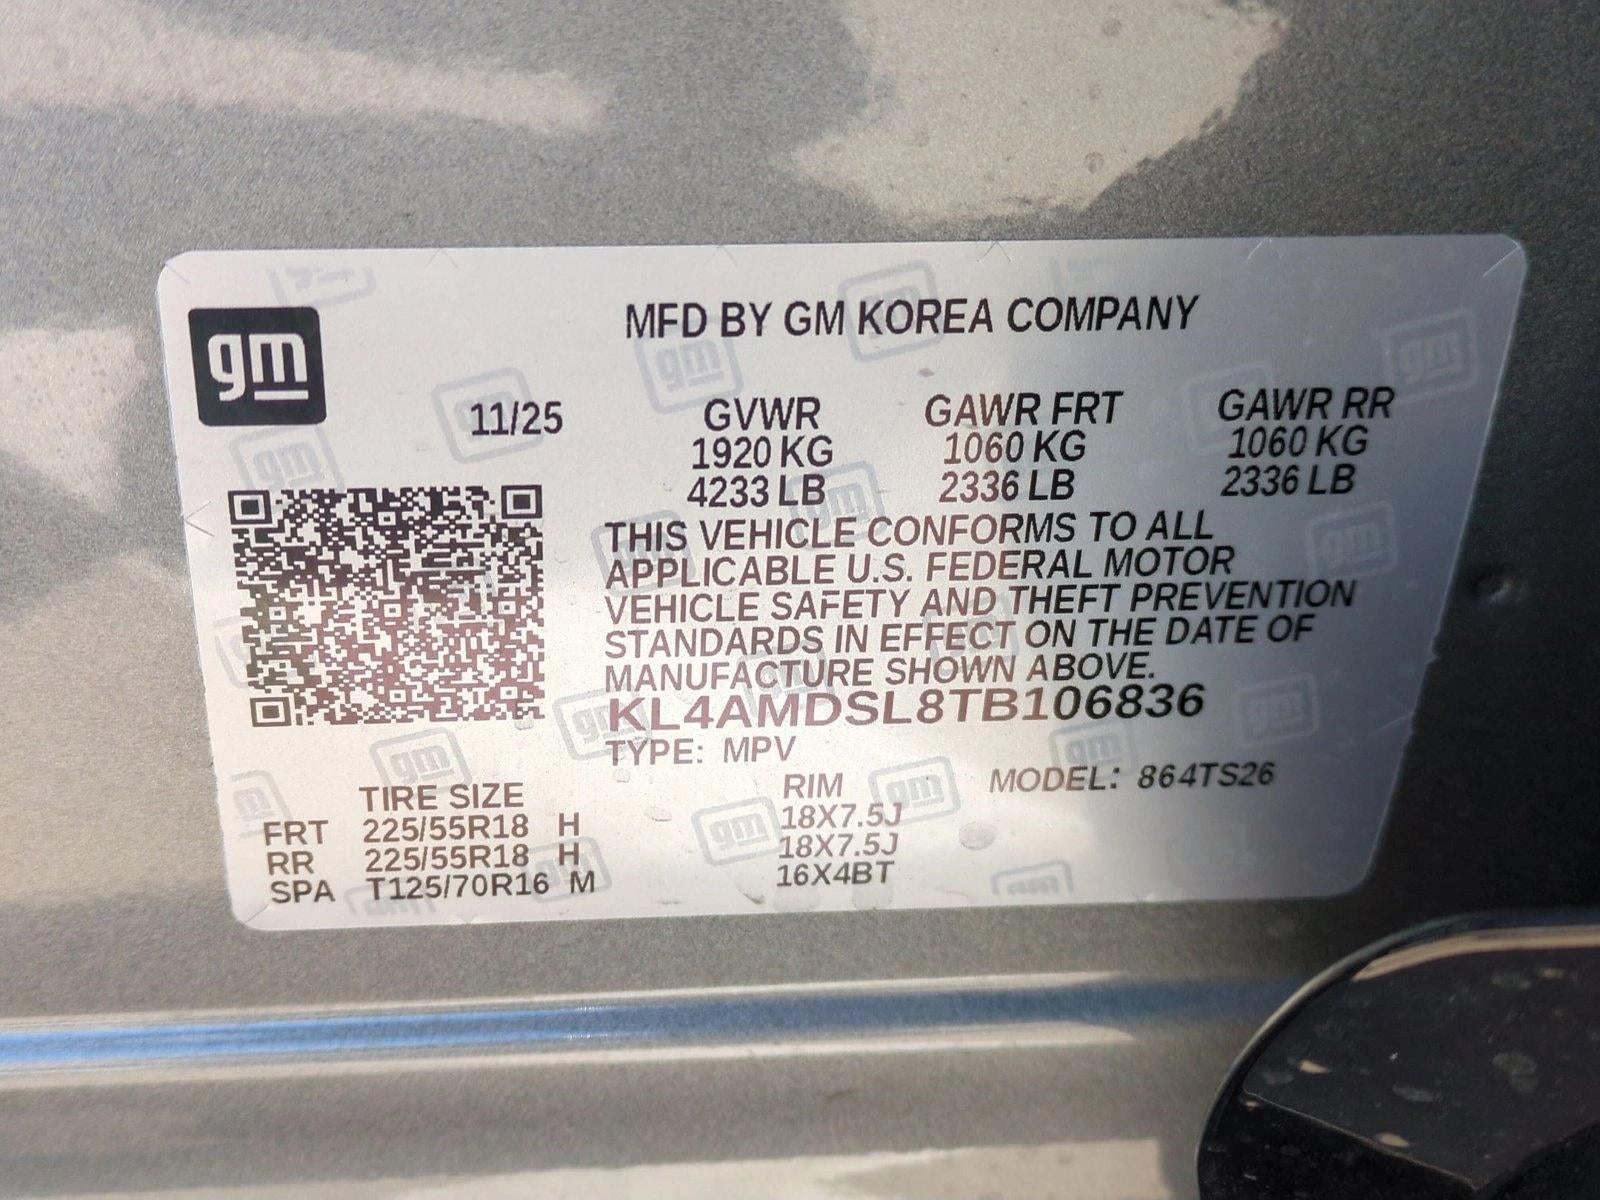 gm
MFD BY GM KOREA COMPANY
11/25
GVWR GAWR FRT GAWR RR
1920 KG 1060 KG 1060 KG
4233 LB 2336 LB 2336 LB
THIS VEHICLE CONFORMS TO ALL
APPLICABLE U.S. FEDERAL MOTOR
VEHICLE SAFETY AND THEFT PREVENTION
STANDARDS IN EFFECT ON THE DATE OF
MANUFACTURE SHOWN ABOVE.
KL4AMDSL8TB106836
TYPE: MPV
MODEL: 864TS26
TIRE SIZE RIM
FRT 225/55R18 H 18X7.5J
RR 225/55R18 H 18X7.5J
SPA T125/70R16 M 16X4BT